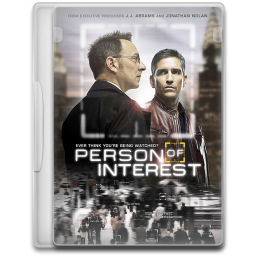 FROM EXECUTIVE PRODUCERS J.J. ABRAMS AND JONATHAN NOLAN
EVER THINK YOU'RE BEING WATCHED?
PERSON OF
INTEREST